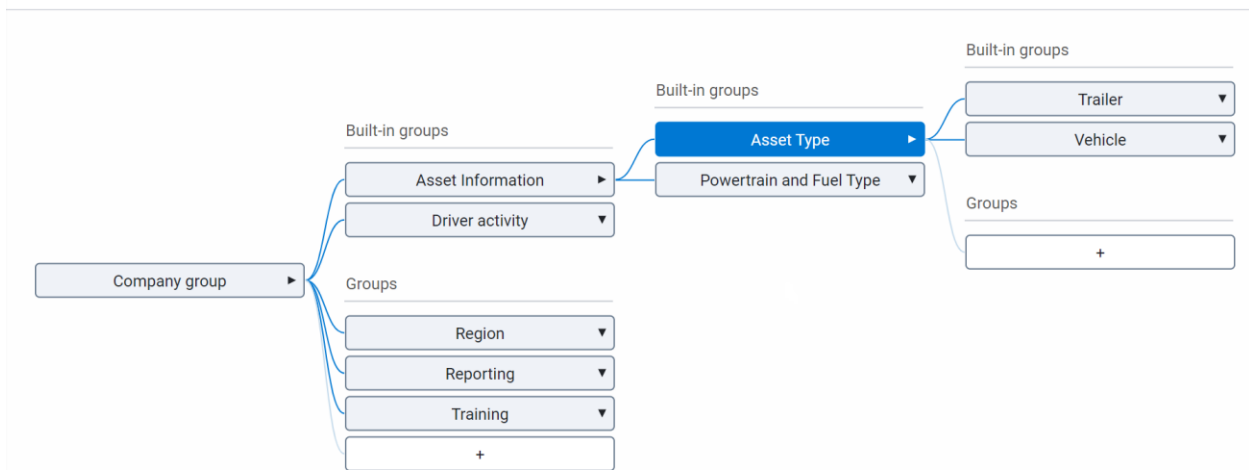 Company group
Built-in groups
Asset Information
Driver activity
Groups
Region
Reporting
Training
+
Built-in groups
Asset Type
Powertrain and Fuel Type
Built-in groups
Trailer
Vehicle
Groups
+